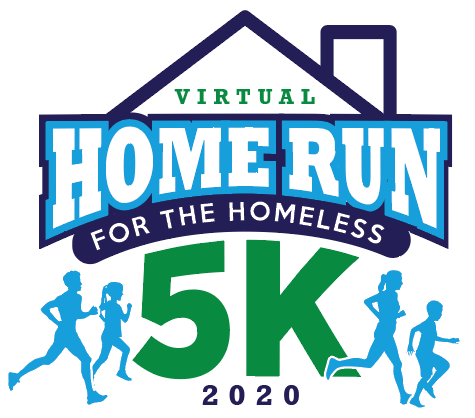 VIRTUAL
HOME RUN
FOR THE HOMELESS
5K
2020